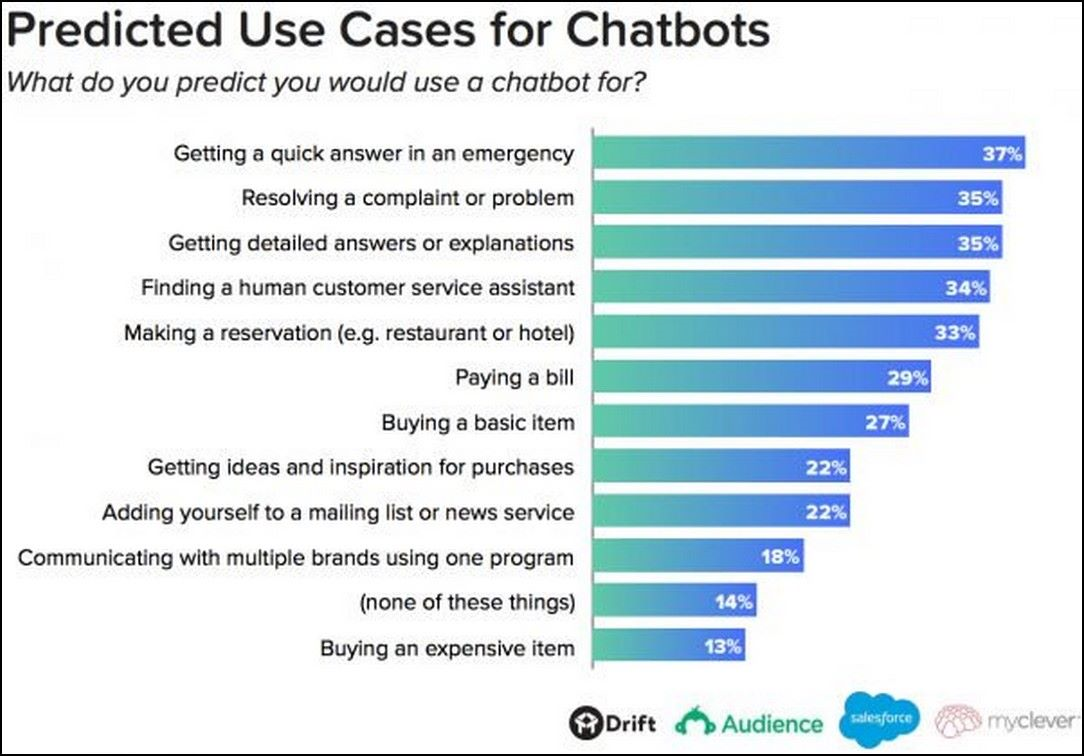 Predicted Use Cases for Chatbots
What do you predict you would use a chatbot for?
Getting a quick answer in an emergency 37%
Resolving a complaint or problem 35%
Getting detailed answers or explanations 35%
Finding a human customer service assistant 34%
Making a reservation (e.g. restaurant or hotel) 33%
Paying a bill 29%
Buying a basic item 27%
Getting ideas and inspiration for purchases 22%
Adding yourself to a mailing list or news service 22%
Communicating with multiple brands using one program 18%
(none of these things) 14%
Buying an expensive item 13%
Drift Audience salesforce myclever